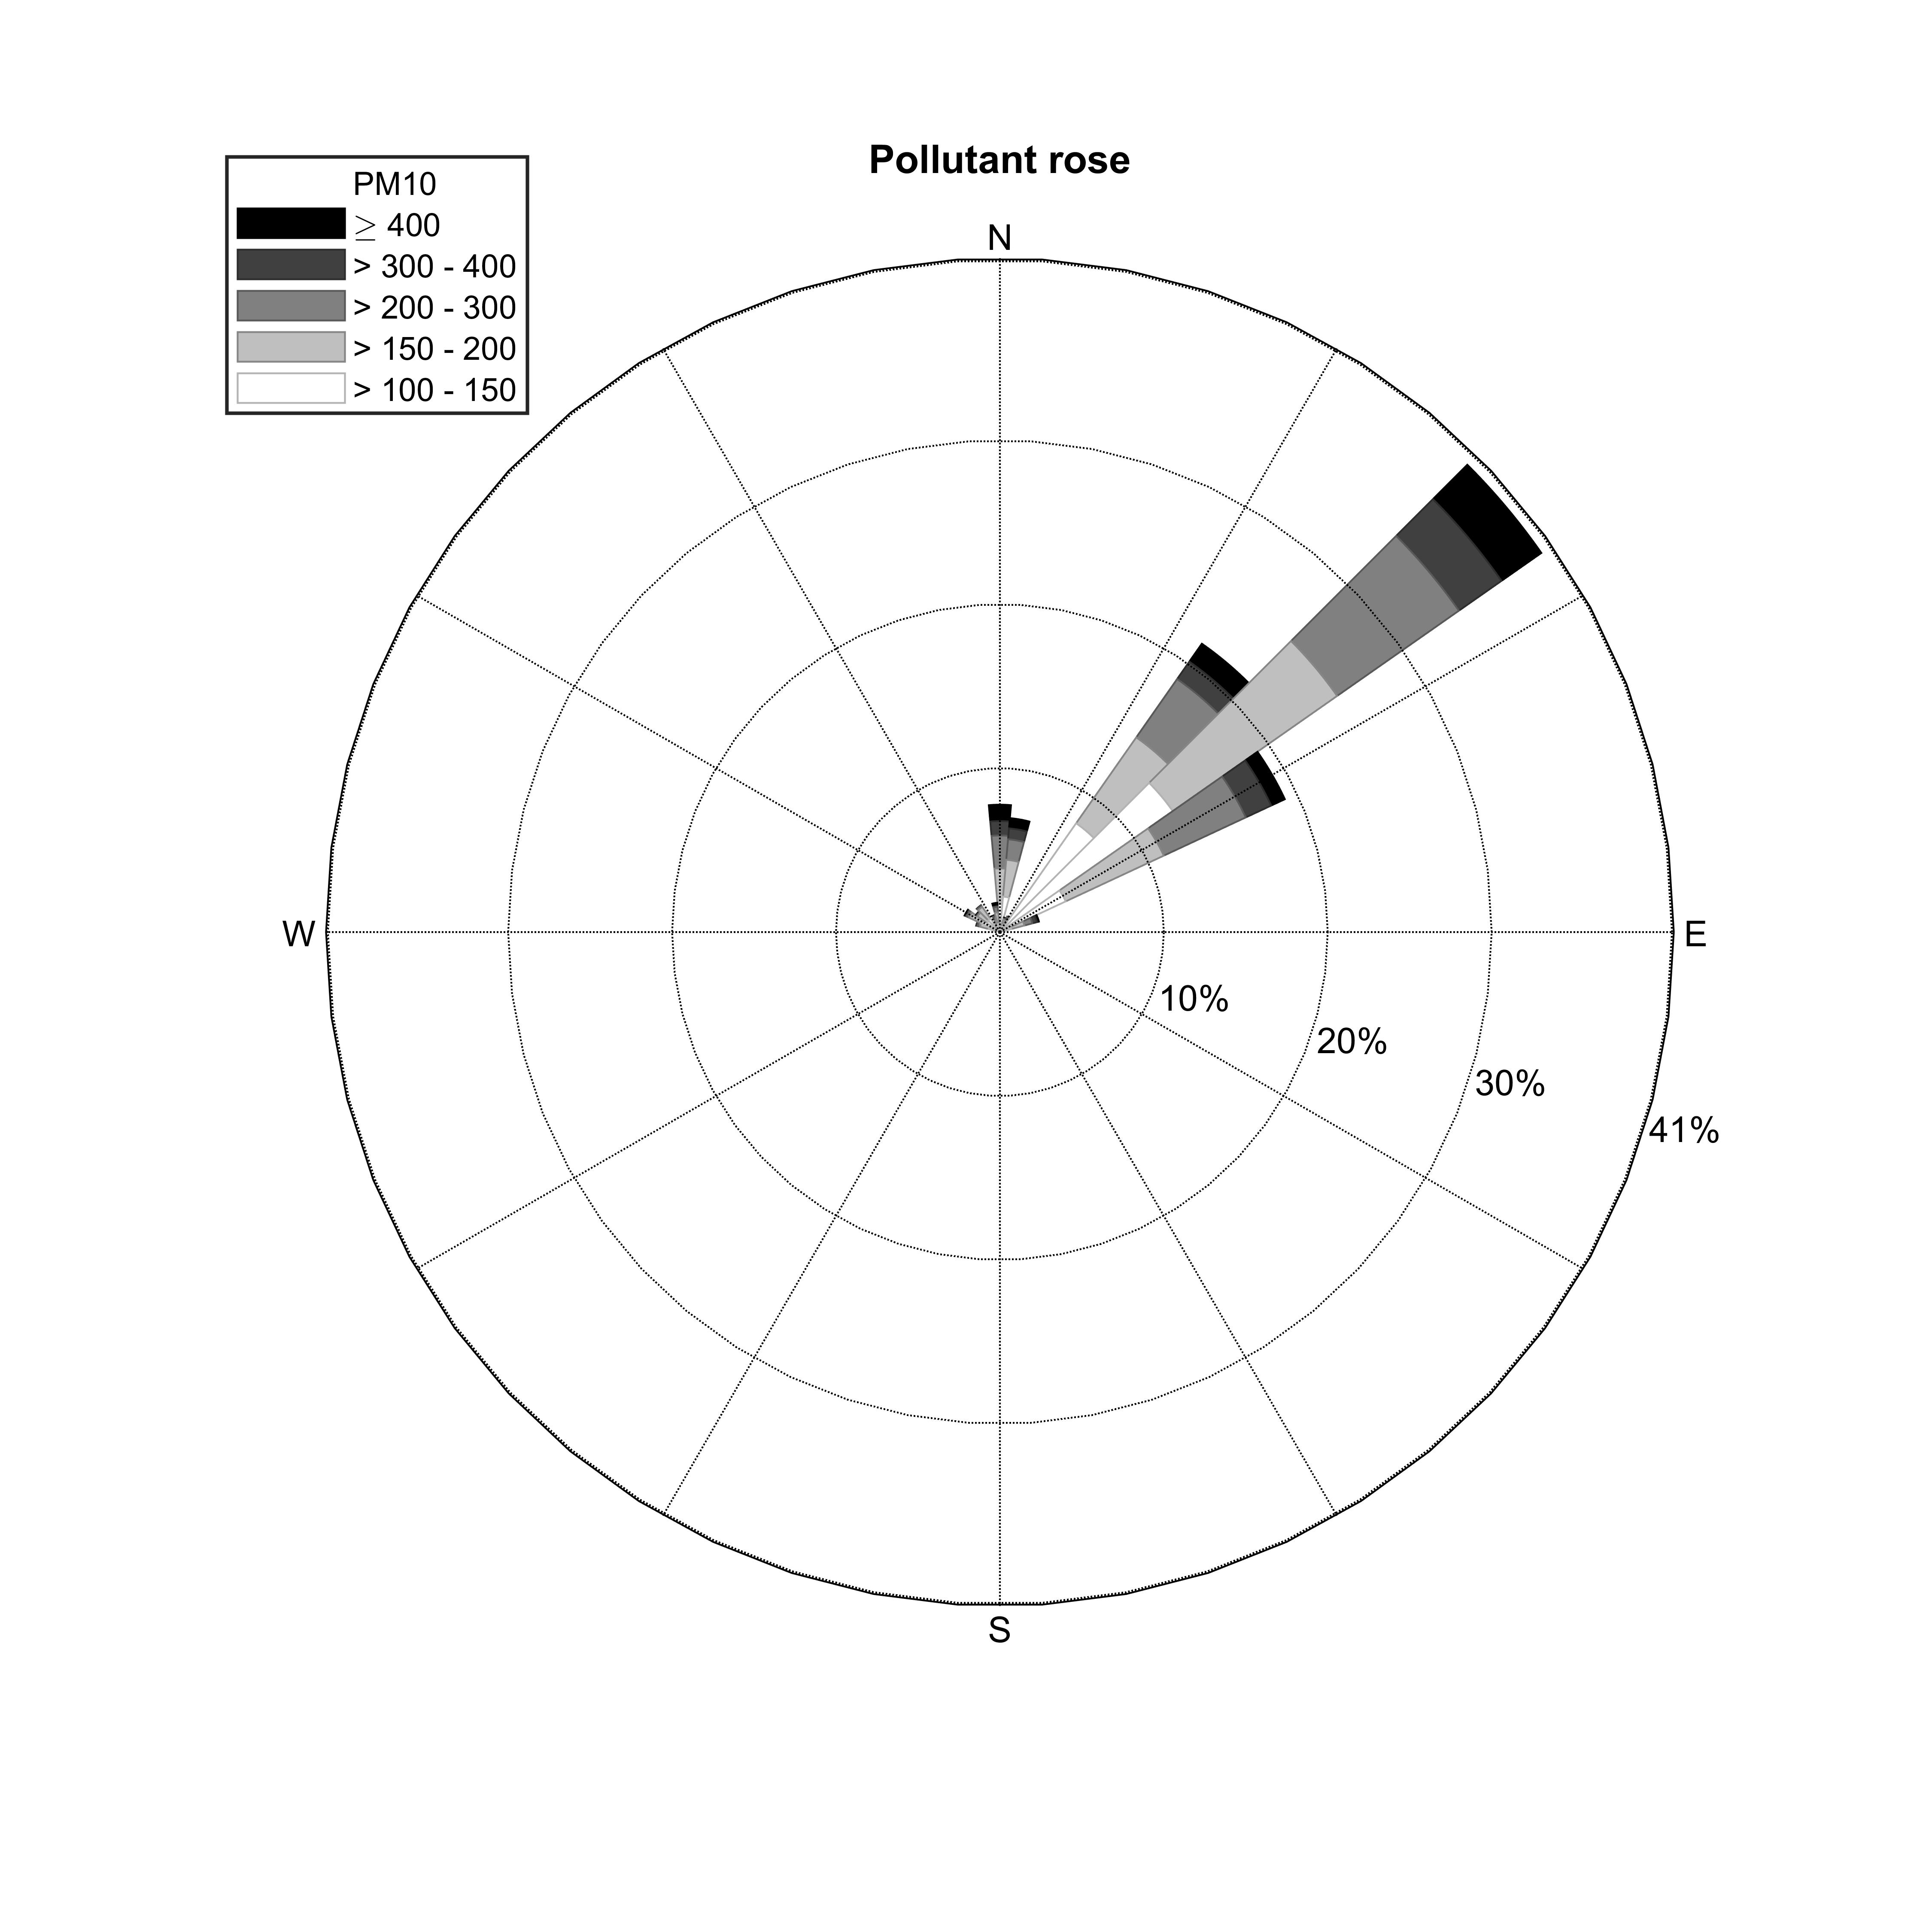 Pollutant rose
PM10
≥ 400
> 300 - 400
> 200 - 300
> 150 - 200
> 100 - 150
N
W
E
10%
20%
30%
41%
S